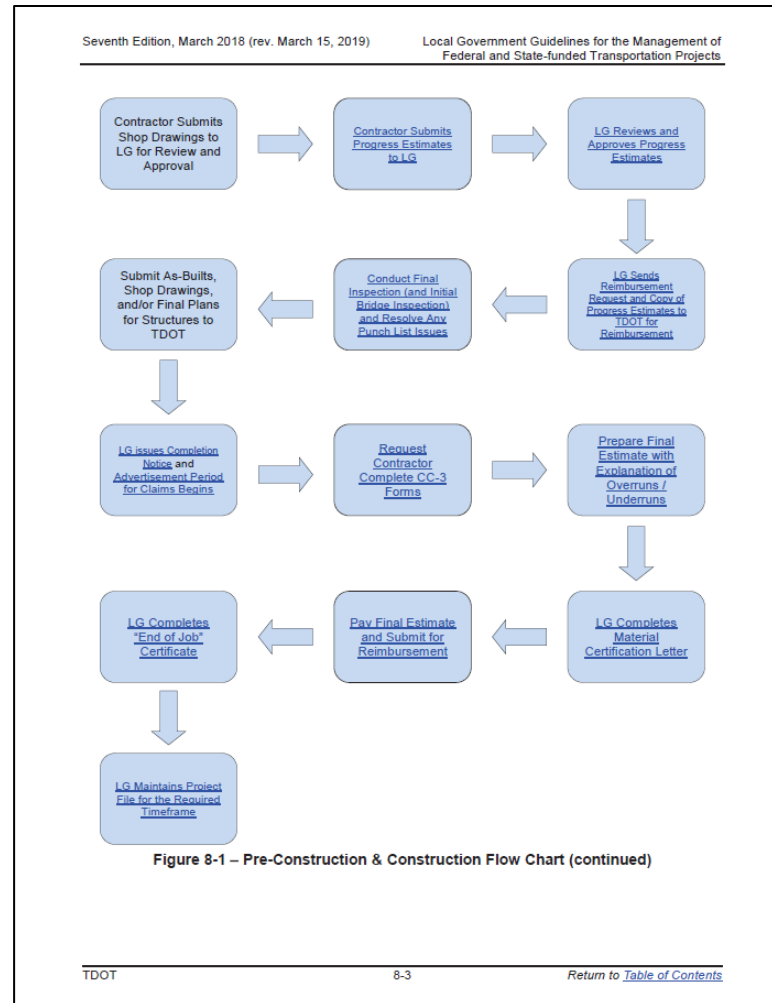 Seventh Edition, March 2018 (rev. March 15, 2019)
Local Government Guidelines for the Management of
Federal and State-funded Transportation Projects
Contractor Submits
Shop Drawings to
LG for Review and
Approval
Contractor Submits
Progress Estimates
to LG
LG Reviews and
Approves Progress
Estimates
LG Sends
Reimbursement
Request and Copy of
Progress Estimates to
TDOT for
Reimbursement
Conduct Final
Inspection (and Initial
Bridge Inspection)
and Resolve Any
Punch List Issues
Submit As-Builts,
Shop Drawings,
and/or Final Plans
for Structures to
TDOT
LG issues Completion
Notice and
Advertisement Period
for Claims Begins
Request
Contractor
Complete CC-3
Forms
Prepare Final
Estimate with
Explanation of
Overruns /
Underruns
LG Completes
Material
Certification Letter
Pay Final Estimate
and Submit for
Reimbursement
LG Completes
"End of Job"
Certificate
LG Maintains Project
File for the Required
Timeframe
Figure 8-1 – Pre-Construction & Construction Flow Chart (continued)
TDOT
8-3
Return to Table of Contents